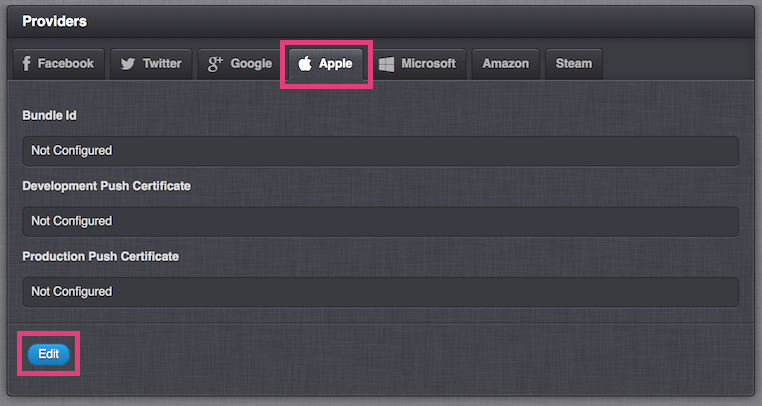 Providers
Facebook Twitter Google Apple Microsoft Amazon Steam
Bundle Id
Not Configured
Development Push Certificate
Not Configured
Production Push Certificate
Not Configured
Edit